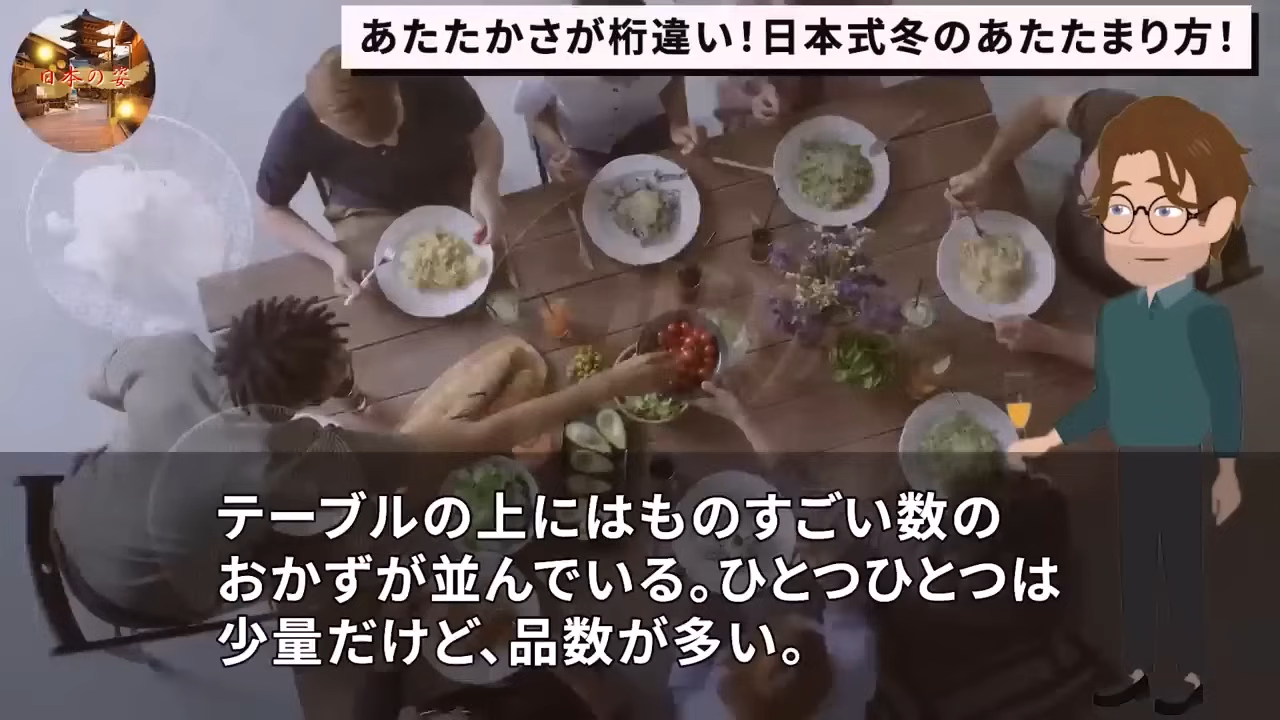 あたたかさが桁違い！日本式冬のあたたまり方！
日本の姿
テーブルの上にはものすごい数の
おかずが並んでいる。ひとつひとつは
少量だけど、品数が多い。